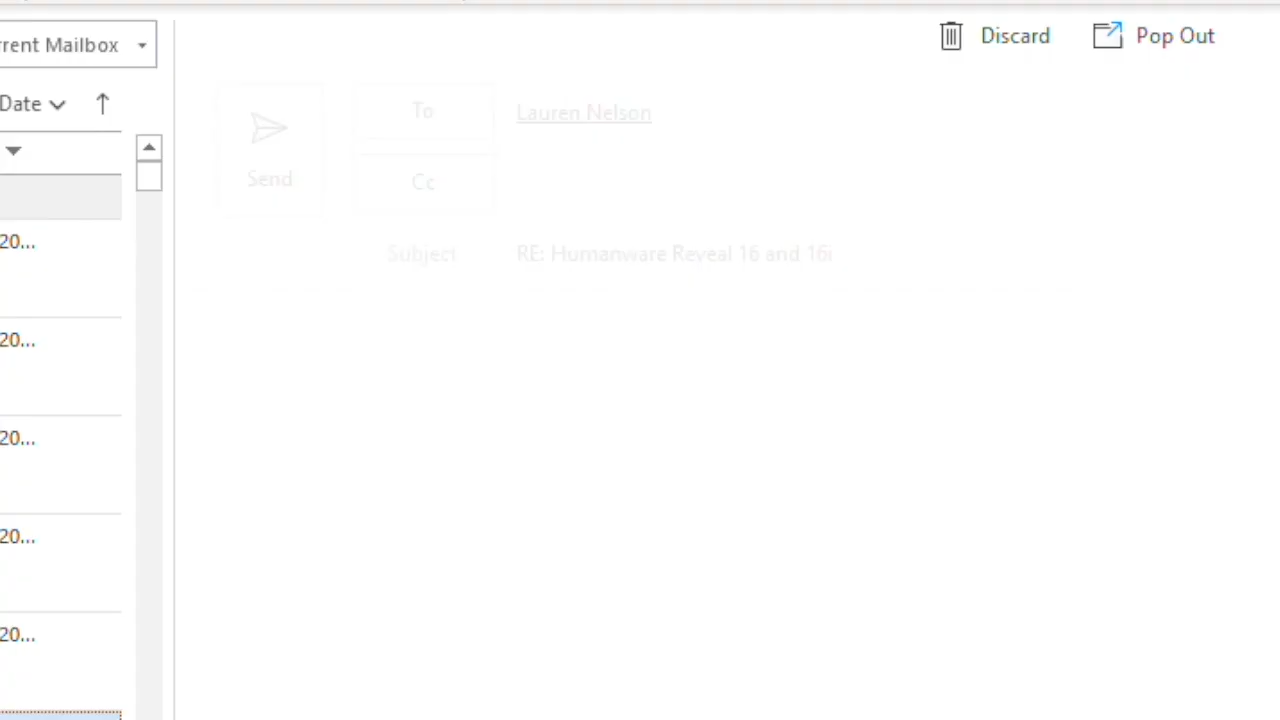 rrent Mailbox
Discard
Pop Out
Date
To
Lauren Nelson
Send
Cc
Subject
RE: Humanware Reveal 16 and 16i
20...
20...
20...
20...
20...